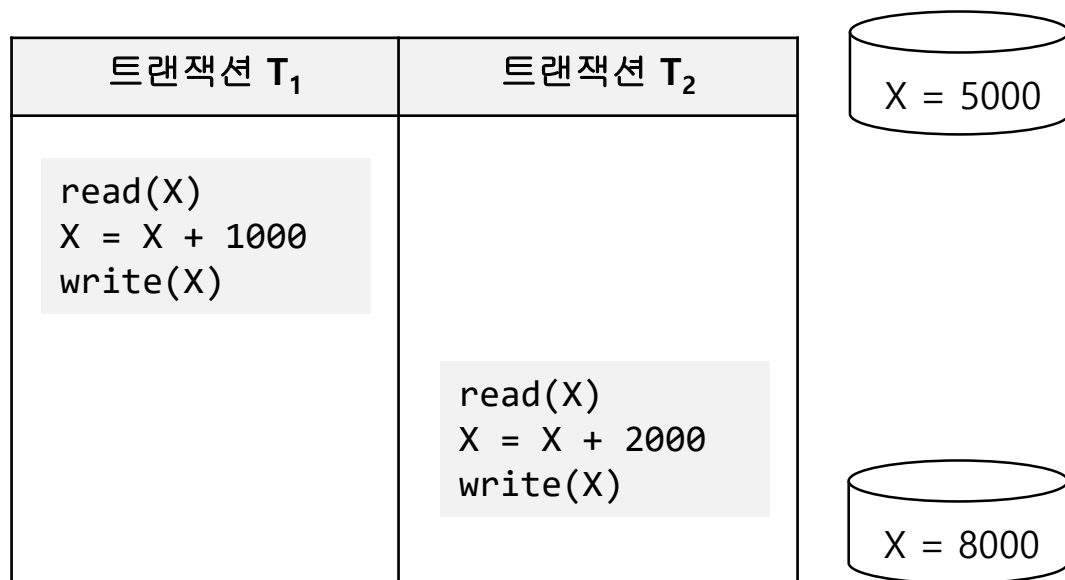 트랜잭션 T₁
트랜잭션 T₂
X = 5000
read(X)
X = X + 1000
write(X)
read(X)
X = X + 2000
write(X)
X = 8000